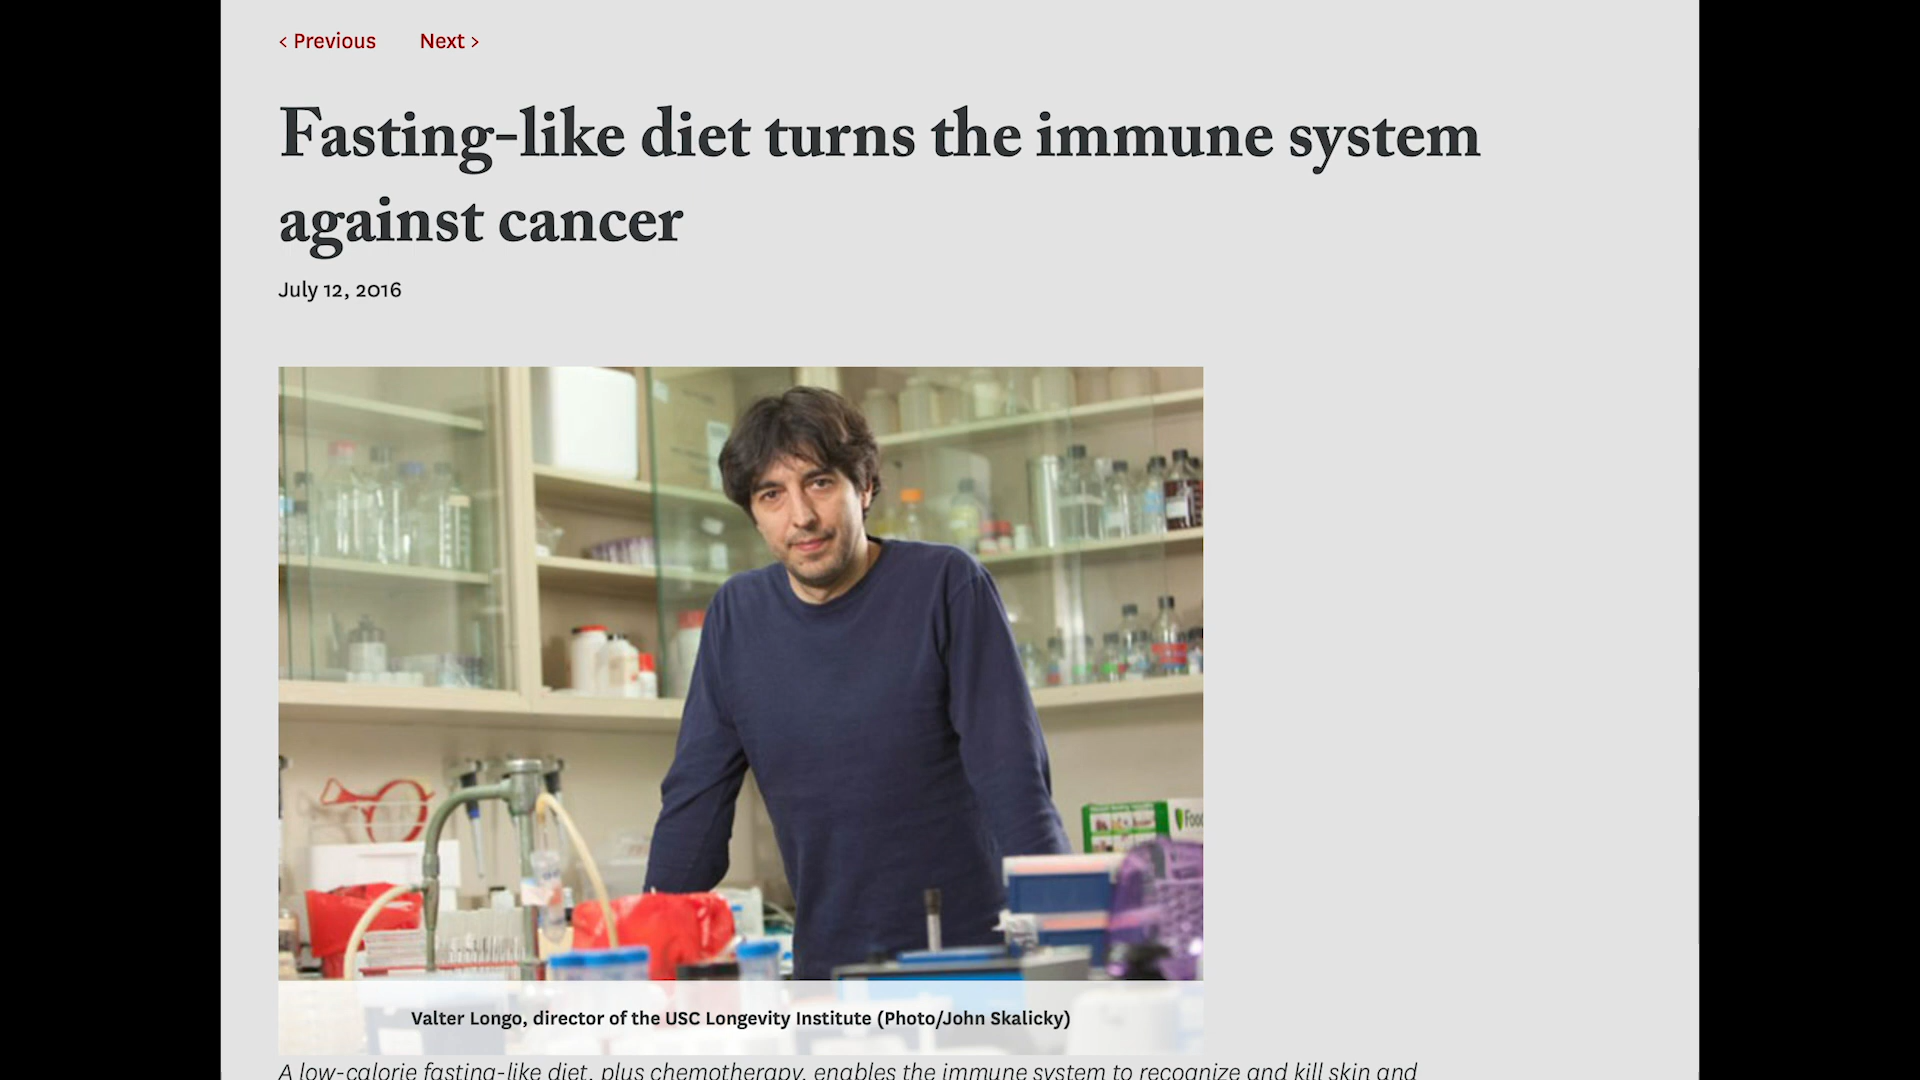 < Previous Next >
Fasting-like diet turns the immune system
against cancer
July 12, 2016
Foo
Valter Longo, director of the USC Longevity Institute (Photo/John Skalicky)
A low-calorie fasting-like diet, plus chemotherapy, enables the immune system to recognize and kill skin and